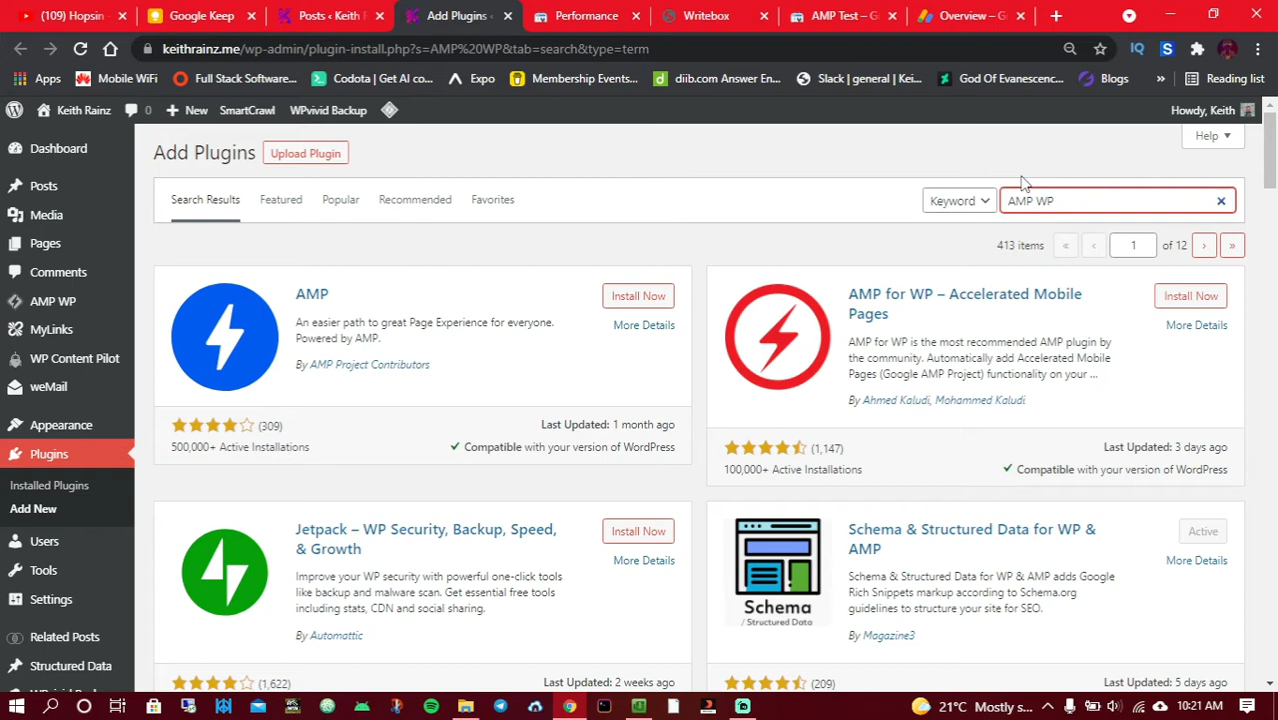 (109) Hopsin -
Google Keep
Posts ‹ Keith R
Add Plugins ‹
Performance
Writebox
AMP Test – Go
Overview – G
keithrainz.me/wp-admin/plugin-install.php?s=AMP%20WP&tab=search&type=term
IQ
S
Apps
Mobile WiFi
Full Stack Software...
Codota (Get AI co...
Expo
Membership Events...
diib.com Answer En...
Slack | general | Kei...
God Of Evanescenc...
Blogs
»
Reading list
Keith Rainz
0
New
SmartCrawl
WPvivid Backup
Howdy, Keith
Dashboard
Posts
Media
Pages
Comments
AMP WP
MyLinks
WP Content Pilot
weMail
Appearance
Plugins
Installed Plugins
Add New
Users
Tools
Settings
Related Posts
Structured Data
Help
Add Plugins
Upload Plugin
Search Results
Featured
Popular
Recommended
Favorites
Keyword
AMP WP
413 items
«
‹
1
of 12
›
»
AMP
Install Now
More Details
An easier path to great Page Experience for everyone.
Powered by AMP.
By AMP Project Contributors
(309)
Last Updated: 1 month ago
500,000+ Active Installations
Compatible with your version of WordPress
AMP for WP – Accelerated Mobile
Pages
Install Now
More Details
AMP for WP is the most recommended AMP plugin by
the community. Automatically add Accelerated Mobile
Pages (Google AMP Project) functionality on your ...
By Ahmed Kaludi, Mohammed Kaludi
(1,147)
Last Updated: 3 days ago
100,000+ Active Installations
Compatible with your version of WordPress
Jetpack – WP Security, Backup, Speed,
& Growth
Install Now
More Details
Improve your WP security with powerful one-click tools
like backup and malware scan. Get essential free tools
including stats, CDN and social sharing.
By Automattic
(1,622)
Last Updated: 2 weeks ago
Schema
/ Structured Data
Schema & Structured Data for WP &
AMP
Active
More Details
Schema & Structured Data for WP & AMP adds Google
Rich Snippets markup according to Schema.org
guidelines to structure your site for SEO.
By Magazine3
(209)
Last Updated: 5 days ago
21°C Mostly s...
10:21 AM